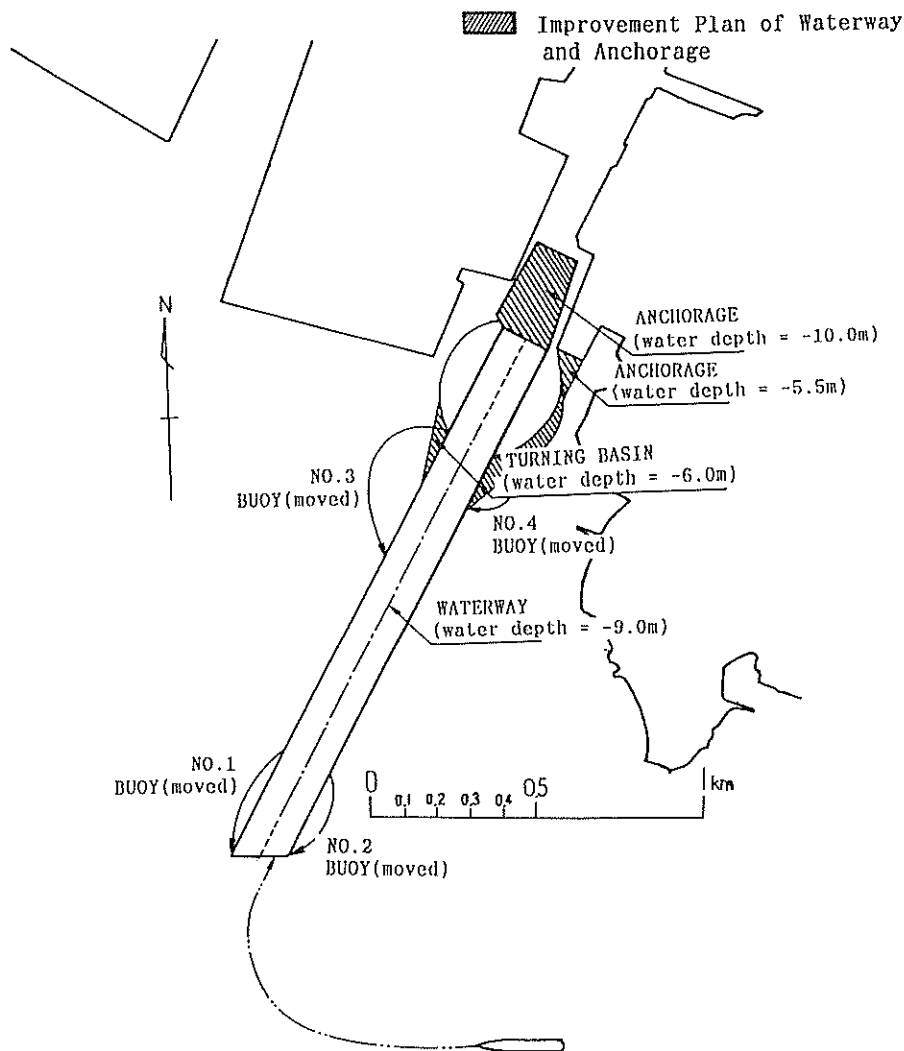 Improvement Plan of Waterway
and Anchorage
N
ANCHORAGE
(water depth = -10.0m)
ANCHORAGE
(water depth = -5.5m)
TURNING BASIN
(water depth = -6.0m)
NO.3
BUOY(moved)
NO.4
BUOY(moved)
WATERWAY
(water depth = -9.0m)
NO.1
BUOY(moved)
0 0.5 1 km
0.1 0.2 0.3 0.4
NO.2
BUOY(moved)